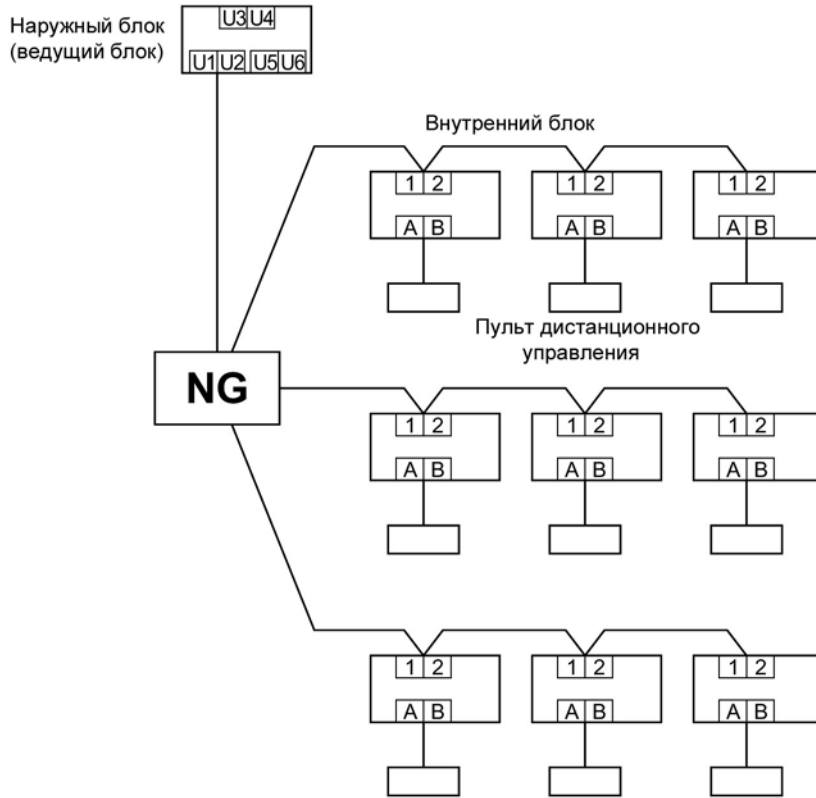 U3 U4
Наружный блок
(ведущий блок)
U1 U2 U5 U6
Внутренний блок
1 2 1 2 1 2
A B A B A B
Пульт дистанционного
управления
NG
1 2 1 2 1 2
A B A B A B
1 2 1 2 1 2
A B A B A B